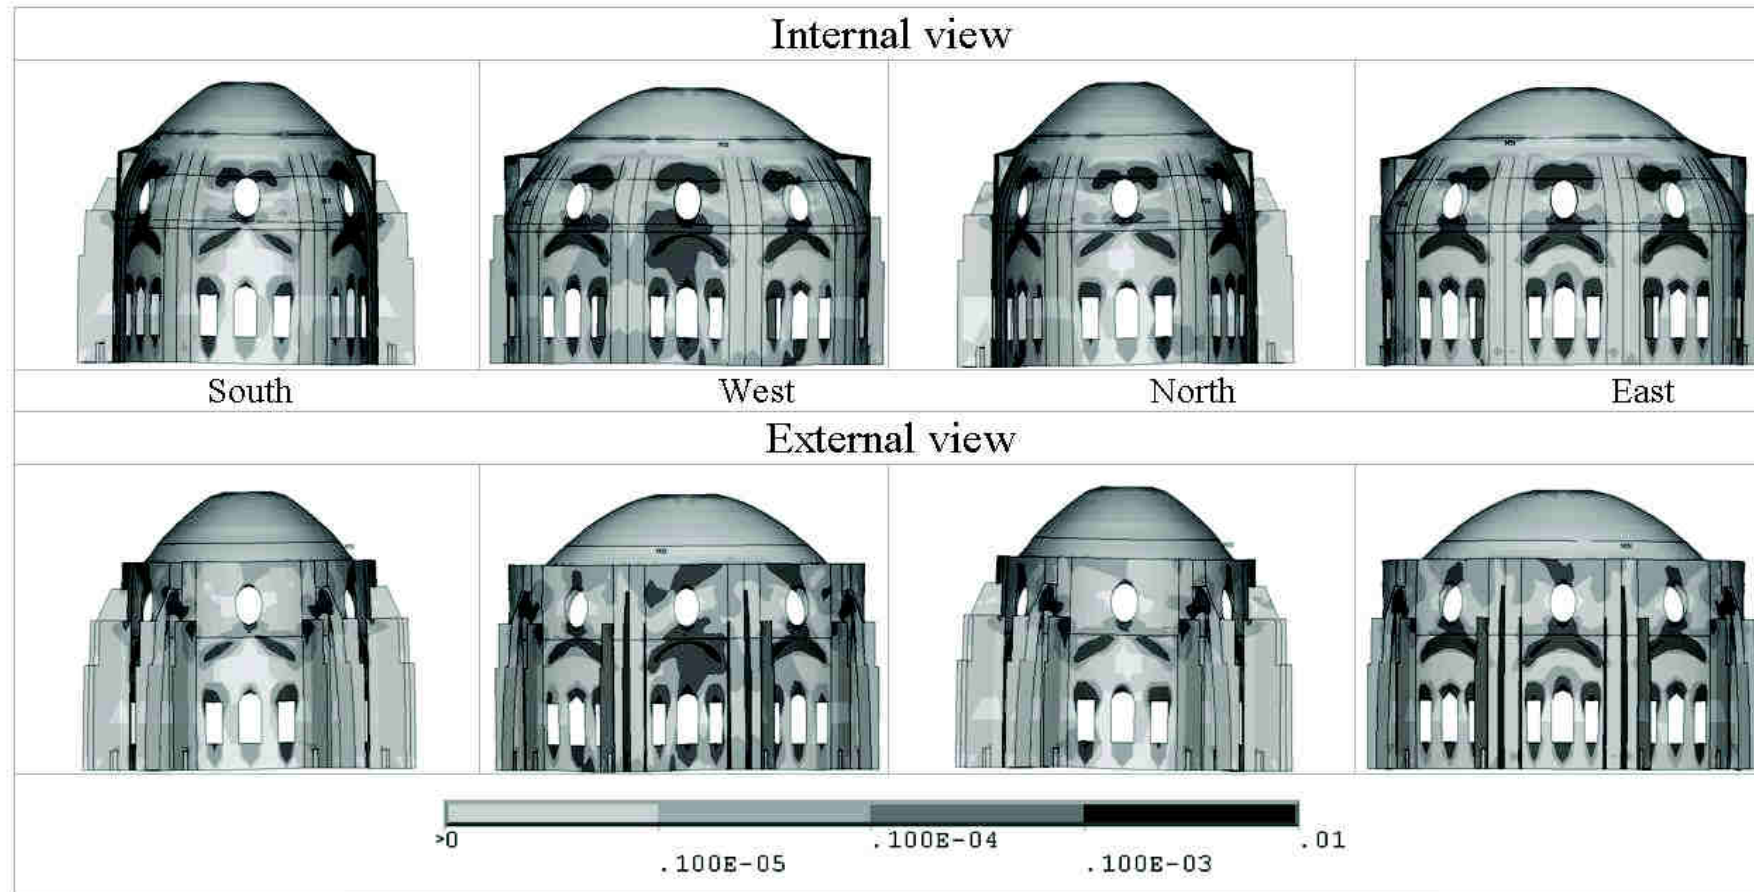 Internal view
South West North East
External view
>0 .100E-04 .01
.100E-05 .100E-03